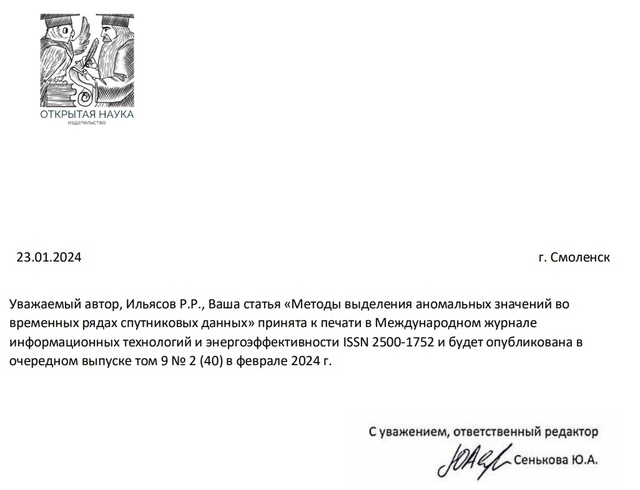 ОТКРЫТАЯ НАУКА
издательство
23.01.2024 г. Смоленск
Уважаемый автор, Ильясов Р.Р., Ваша статья «Методы выделения аномальных значений во
временных рядах спутниковых данных» принята к печати в Международном журнале
информационных технологий и энергоэффективности ISSN 2500-1752 и будет опубликована в
очередном выпуске том 9 № 2 (40) в феврале 2024 г.
С уважением, ответственный редактор
Сенькова Ю.А.